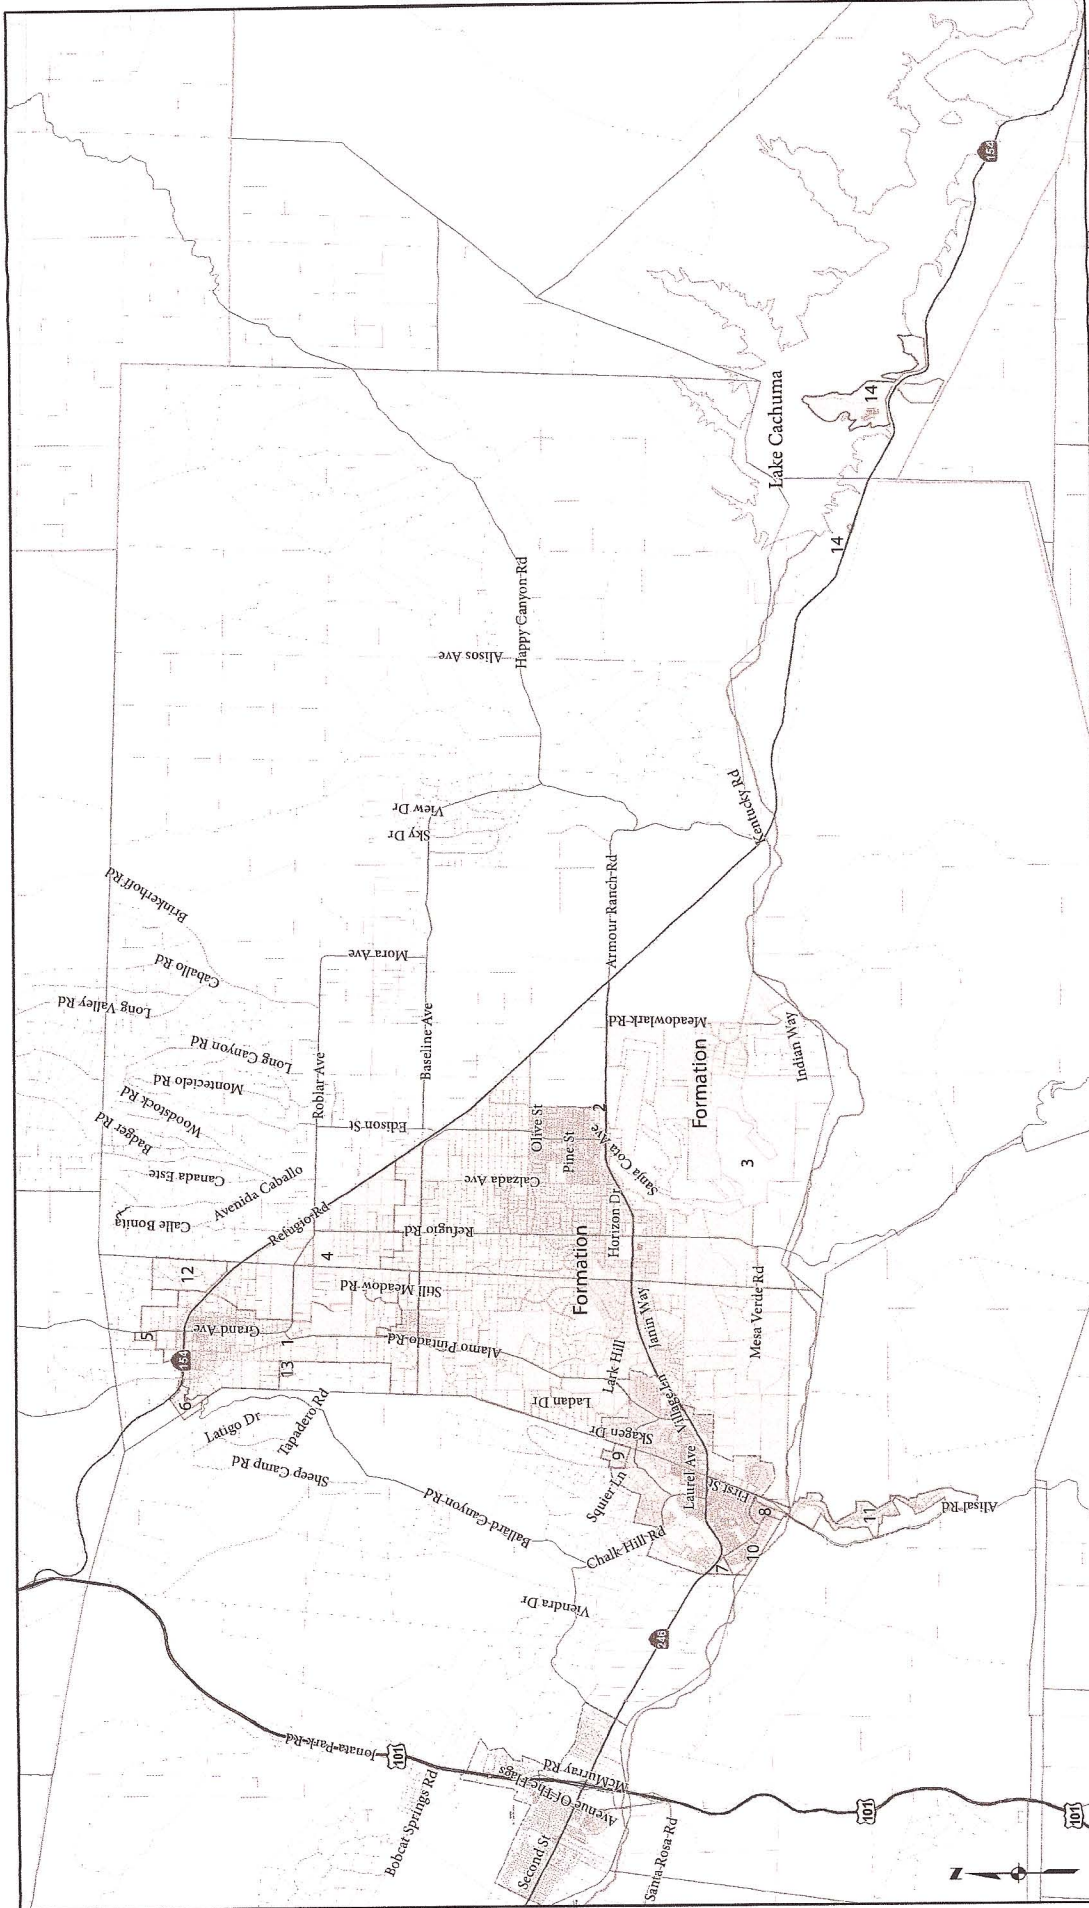 Long Valley Rd
Brinkerhoff Rd
Caballo Rd
Badger Rd
Woodstock Rd
Montecielo Rd
Long Canyon Rd
Calle Bonita
Canada Este
Avenida Caballo
5
12
154
6
Grand Ave
Refugio Rd
Latigo Dr
Sheep Camp Rd
Tapadero Rd
13
1
4
Roblar Ave
Mora Ave
Edison St
Still Meadow Rd
Refugio Rd
Alamo Pintado Rd
Baseline Ave
Sky Dr
View Dr
Alisos Ave
Happy Canyon Rd
Jonata Park Rd
101
Bobcat Springs Rd
Ballard Canyon Rd
Calzada Ave
Olive St
Pine St
2
Armour Ranch Rd
Viendra Dr
Ladan Dr
Formation
Horizon Dr
Sanja Cota Ave
Meadowlark Rd
Chalk Hill Rd
Squier Ln
9
Skagen Dr
Lark Hill
Janin Way
Village Ln
Second St
Avenue Of The Flags
McMurray Rd
246
Laurel Ave
First St
7
10
8
Santa Rosa Rd
Formation
3
Mesa Verde Rd
Indian Way
Kentucky Rd
Lake Cachuma
14
14
154
11
Alisal Rd
101
101
N